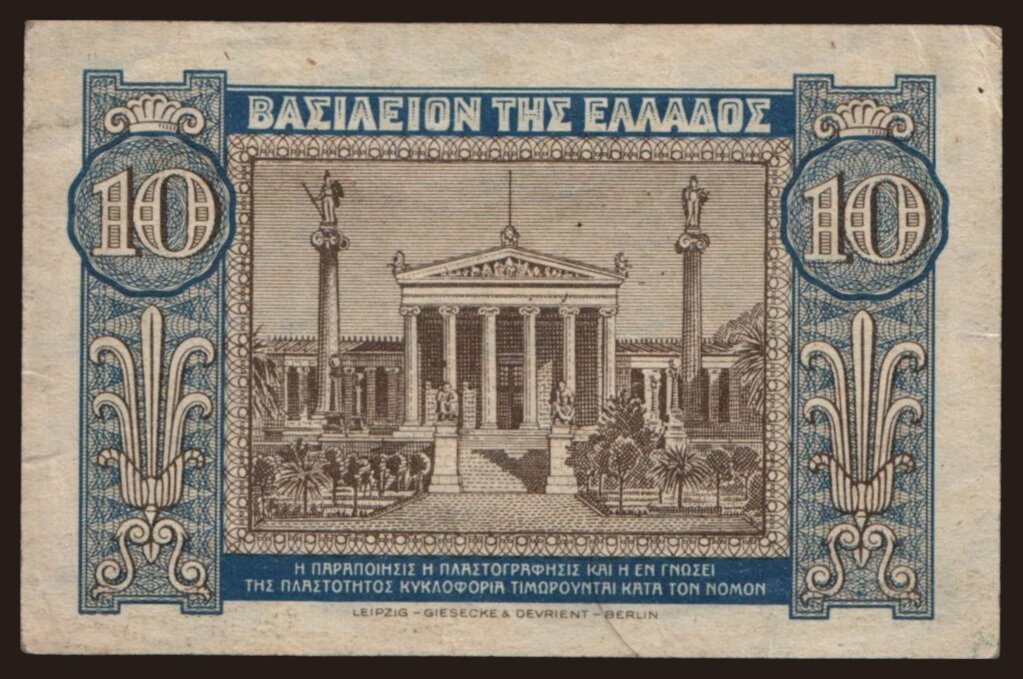 ΒΑΣΙΛΕΙΟΝ ΤΗΣ ΕΛΛΑΔΟΣ
10
10
Η ΠΑΡΑΠΟΙΗΣΙΣ Η ΠΛΑΣΤΟΓΡΑΦΗΣΙΣ ΚΑΙ Η ΕΝ ΓΝΩΣΕΙ
ΤΗΣ ΠΛΑΣΤΟΤΗΤΟΣ ΚΥΚΛΟΦΟΡΙΑ ΤΙΜΩΡΟΥΝΤΑΙ ΚΑΤΑ ΤΟΝ ΝΟΜΟΝ
LEIPZIG – GIESECKE & DEVRIENT – BERLIN